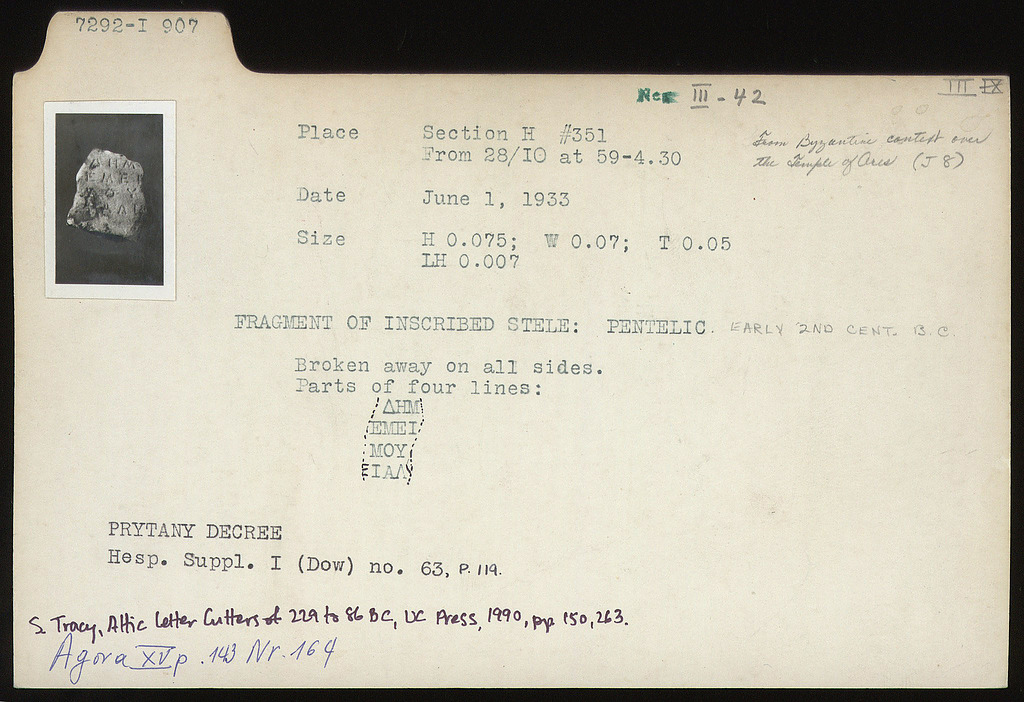 7292-I 907
Neg III - 42
III IX
Place Section H #351
From 28/IO at 59-4.30
From Byzantine context over
the Temple of Ares (J 8)
Date June 1, 1933
Size H 0.075; W 0.07; T 0.05
LH 0.007
FRAGMENT OF INSCRIBED STELE: PENTELIC. EARLY 2ND CENT. B.C.
Broken away on all sides.
Parts of four lines:
ΔΗΜ
ΕΜΕΙ
ΜΟΥ
ΕΙΑΛΥ
PRYTANY DECREE
Hesp. Suppl. I (Dow) no. 63, P. 119.
S. Tracy, Attic Letter Cutters of 229 to 86 BC, UC Press, 1990, pp 150, 263.
Agora XV p. 143 Nr. 164